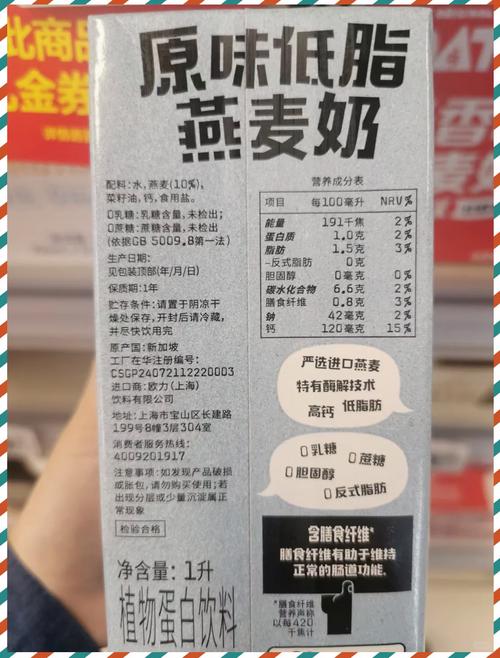 此商品
金券
原味低脂
燕麦奶
配料:水,燕麦(10%),
菜籽油,钙,食用盐。
0乳糖:乳糖含量,未检出;
0蔗糖:蔗糖含量,未检出;
(依据GB 5009.8第一法)
生产日期:
见包装顶部(年/月/日)
保质期:1年
贮存条件:请置于阴凉干
燥处保存,开封后请冷藏,
并尽快饮用完
原产国:新加坡
工厂在华注册编号:
CSGP24072112220003
进口商:欧力(上海)
饮料有限公司
地址:上海市宝山区长建路
199号8幢3层304室
消费者服务热线:
4009201917
注意事项:如发现产品破损
或胀包,请勿购买使用;若
出现分层或少量沉淀属正
常现象
检验合格
净含量:1升
植物蛋白饮料
营养成分表
项目 每100毫升 NRV%
能量 191千焦 2%
蛋白质 1.0克 2%
脂肪 1.5克 3%
-反式脂肪 0克
胆固醇 0毫克 0%
碳水化合物 6.6克 2%
膳食纤维 0.8克 3%
钠 42毫克 2%
钙 120毫克 15%
严选进口燕麦
特有酶解技术
高钙 低脂肪
0乳糖
0蔗糖
0胆固醇
0反式脂肪
含膳食纤维*
膳食纤维有助于维持
正常的肠道功能。
*膳食纤维
营养声称
以每420
千焦计